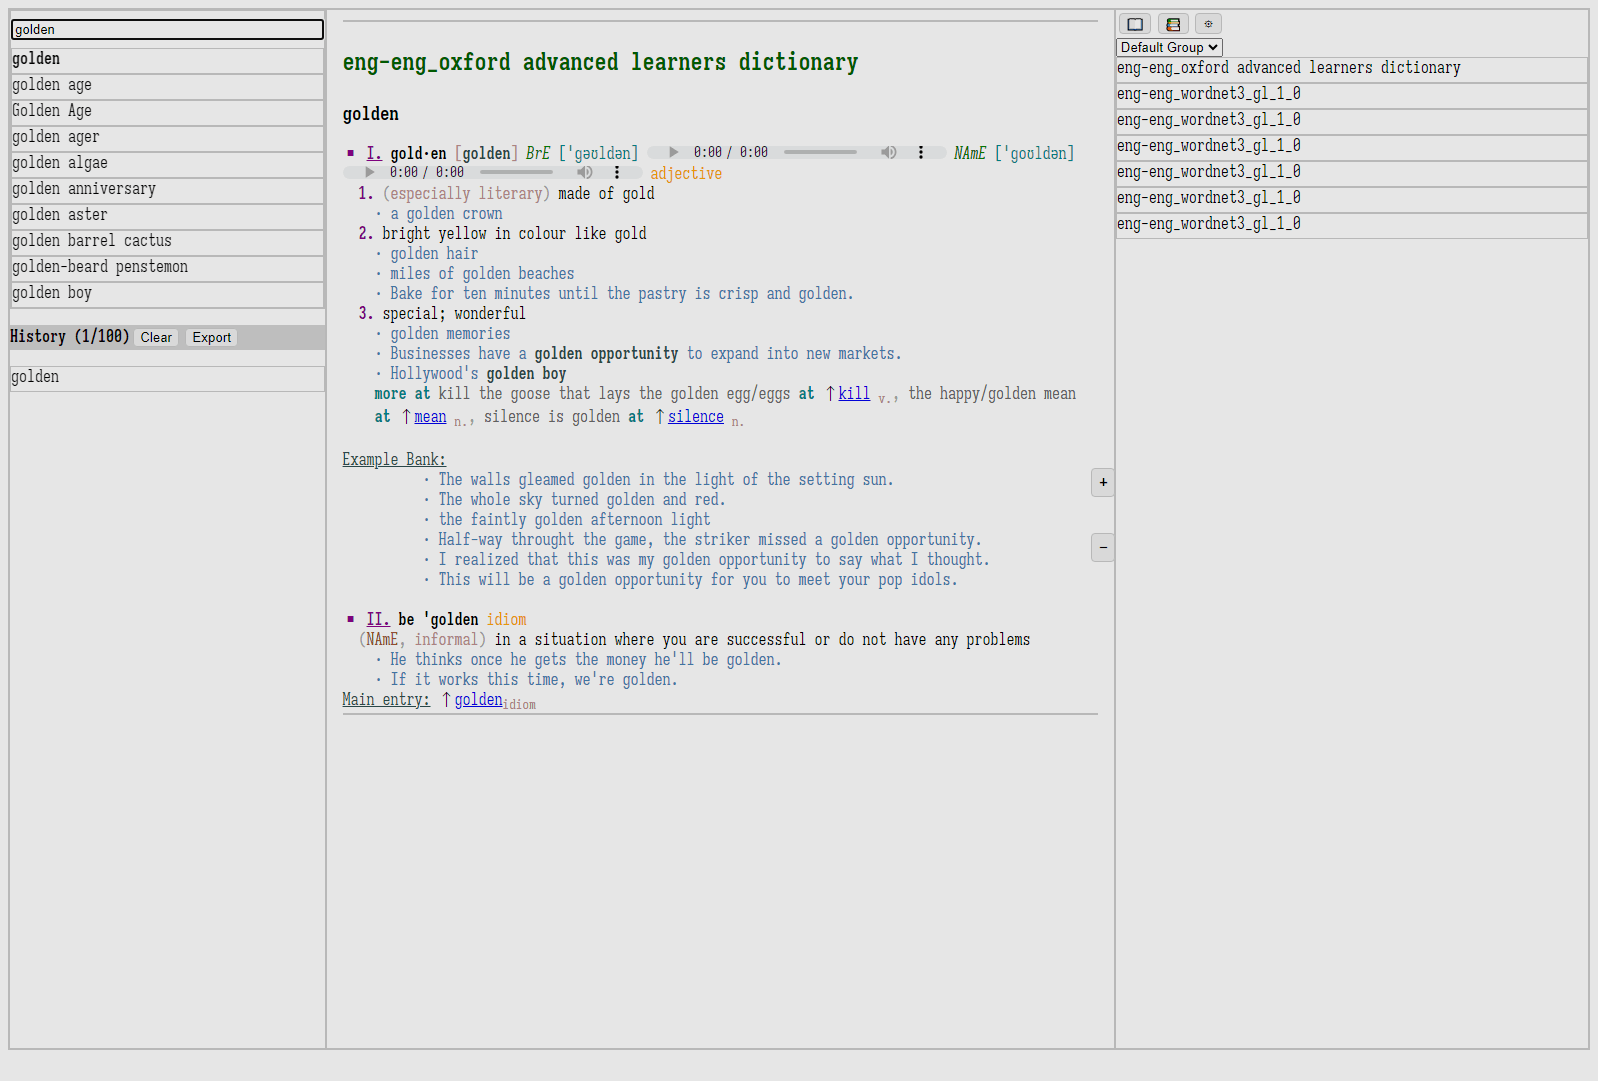 golden
golden
golden age
Golden Age
golden ager
golden algae
golden anniversary
golden aster
golden barrel cactus
golden-beard penstemon
golden boy
History (1/100) Clear Export
golden
eng-eng_oxford advanced learners dictionary
golden
▪ I. gold·en [golden] BrE [ˈɡəʊldən] 0:00 / 0:00 NAmE [ˈɡoʊldən]
0:00 / 0:00 adjective
1. (especially literary) made of gold
· a golden crown
2. bright yellow in colour like gold
· golden hair
· miles of golden beaches
· Bake for ten minutes until the pastry is crisp and golden.
3. special; wonderful
· golden memories
· Businesses have a golden opportunity to expand into new markets.
· Hollywood's golden boy
more at kill the goose that lays the golden egg/eggs at ↑kill v., the happy/golden mean
at ↑mean n., silence is golden at ↑silence n.
Example Bank:
· The walls gleamed golden in the light of the setting sun.
· The whole sky turned golden and red.
· the faintly golden afternoon light
· Half-way throught the game, the striker missed a golden opportunity.
· I realized that this was my golden opportunity to say what I thought.
· This will be a golden opportunity for you to meet your pop idols.
▪ II. be 'golden idiom
(NAmE, informal) in a situation where you are successful or do not have any problems
· He thinks once he gets the money he'll be golden.
· If it works this time, we're golden.
Main entry: ↑goldenidiom
+
−
Default Group
eng-eng_oxford advanced learners dictionary
eng-eng_wordnet3_gl_1_0
eng-eng_wordnet3_gl_1_0
eng-eng_wordnet3_gl_1_0
eng-eng_wordnet3_gl_1_0
eng-eng_wordnet3_gl_1_0
eng-eng_wordnet3_gl_1_0